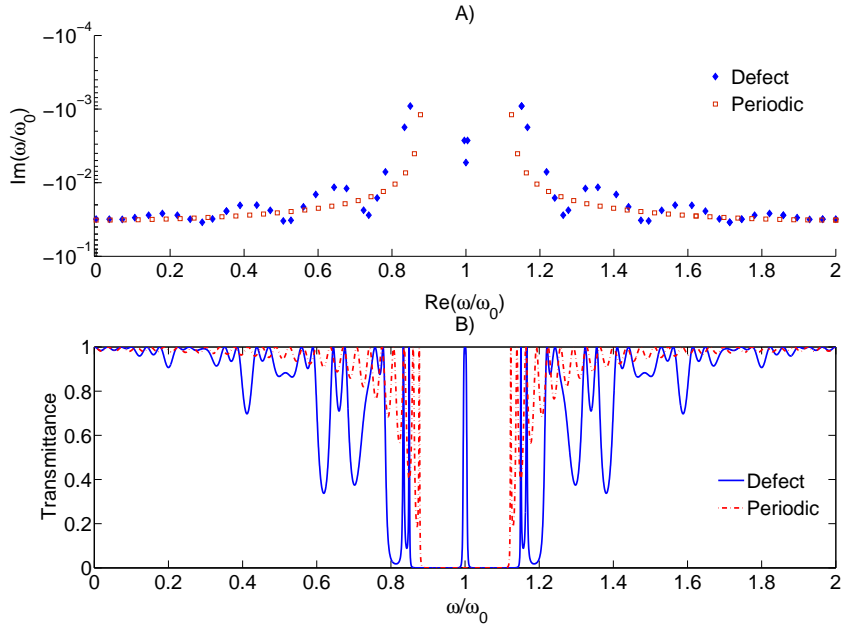 A)
-10⁻⁴
-10⁻³
-10⁻²
-10⁻¹
Im(ω/ω₀)
Defect
Periodic
0 0.2 0.4 0.6 0.8 1 1.2 1.4 1.6 1.8 2
Re(ω/ω₀)
B)
1
0.8
0.6
0.4
0.2
0
Transmittance
Defect
Periodic
0 0.2 0.4 0.6 0.8 1 1.2 1.4 1.6 1.8 2
ω/ω₀